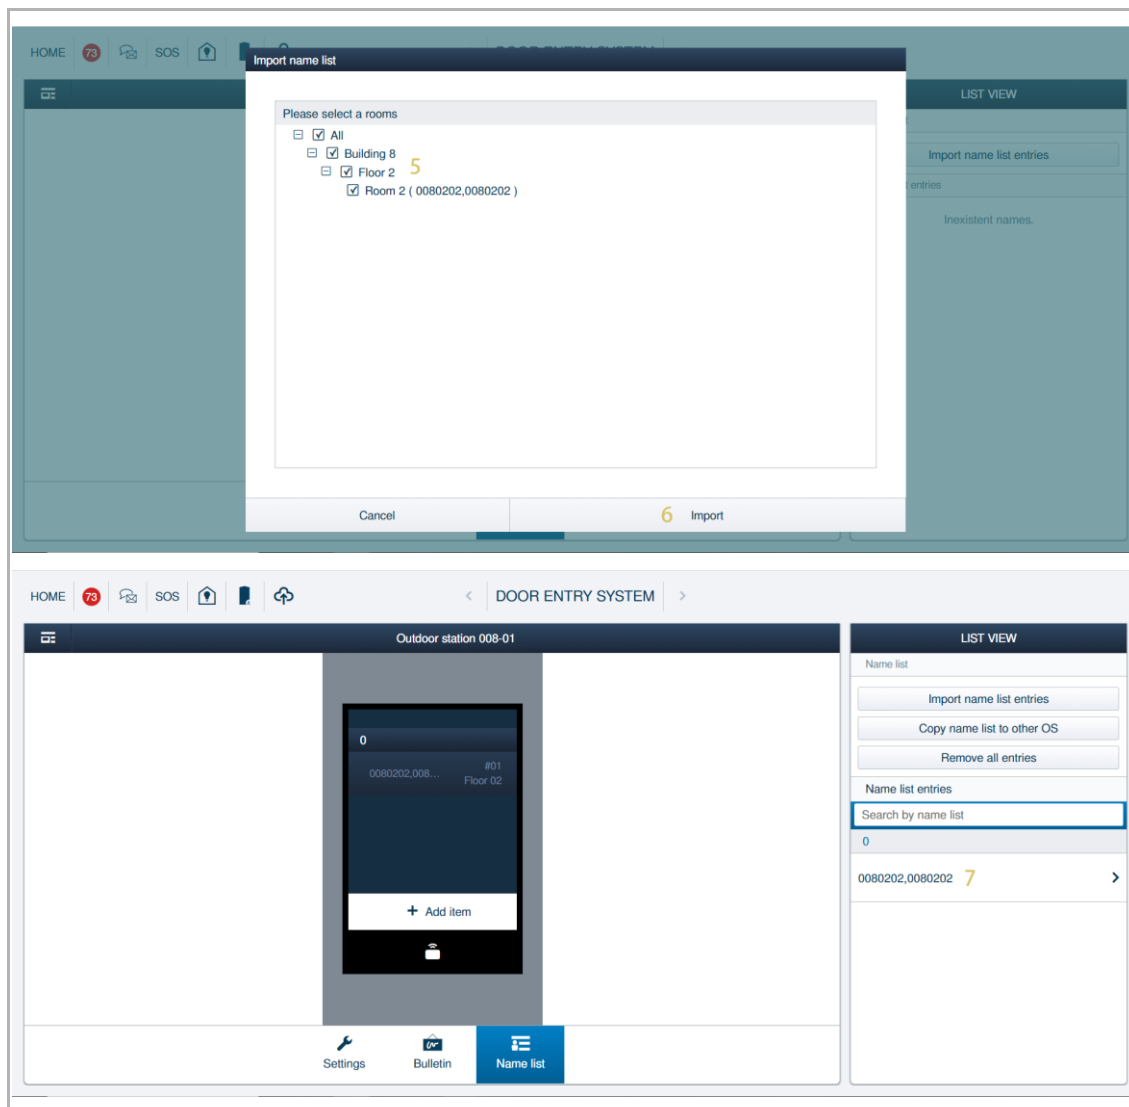 HOME 73 SOS DOOR ENTRY SYSTEM
Import name list
LIST VIEW
Please select a rooms
All
Building 8
5
Floor 2
Room 2 ( 0080202,0080202 )
Import name list entries
entries
Inexistent names.
Cancel
6 Import
HOME 73 SOS < DOOR ENTRY SYSTEM >
Outdoor station 008-01
LIST VIEW
Name list
Import name list entries
Copy name list to other OS
Remove all entries
Name list entries
Search by name list
0
0080202,0080202 7
0
0080202,008... #01
Floor 02
+ Add item
Settings Bulletin Name list